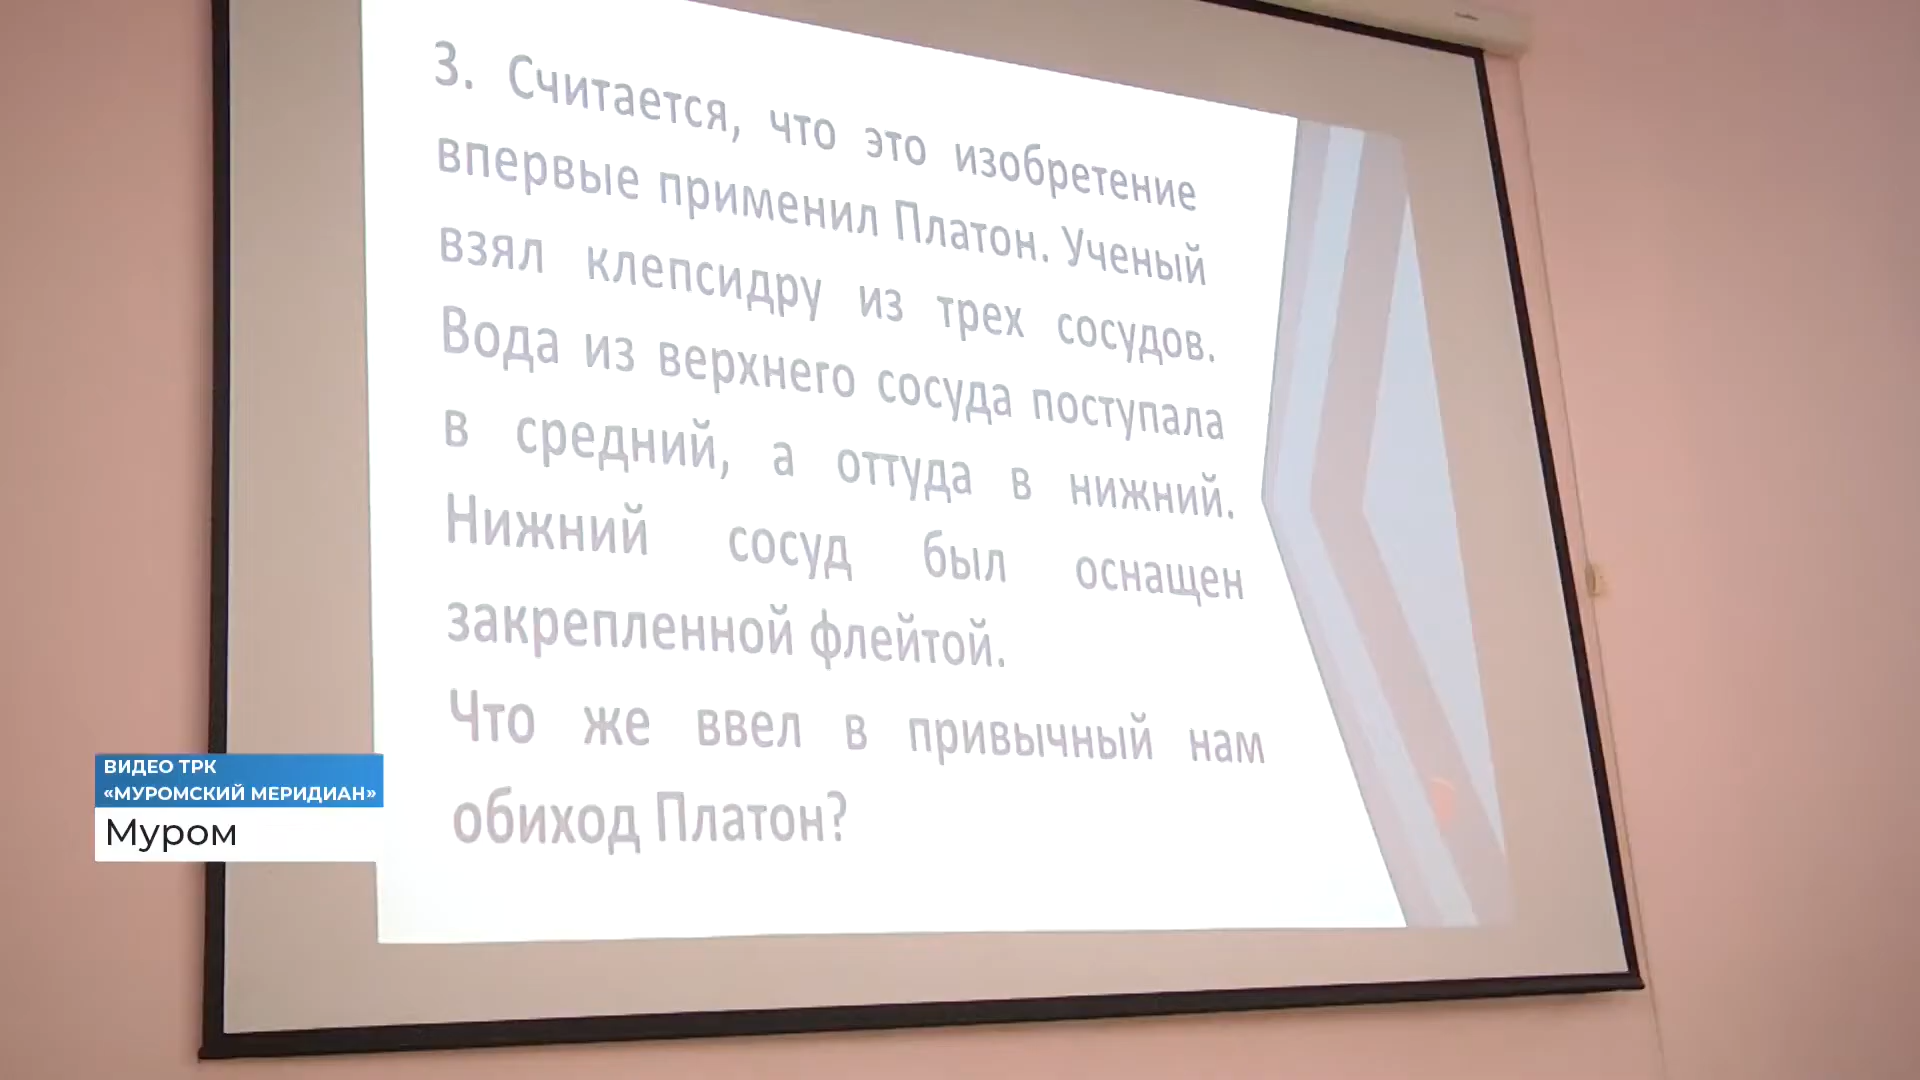 3. Считается, что это изобретение
впервые применил Платон. Ученый
взял клепсидру из трех сосудов.
Вода из верхнего сосуда поступала
в средний, а оттуда в нижний.
Нижний сосуд был оснащен
закрепленной флейтой.
Что же ввел в привычный нам
обиход Платон?
ВИДЕО ТРК
«МУРОМСКИЙ МЕРИДИАН»
Муром